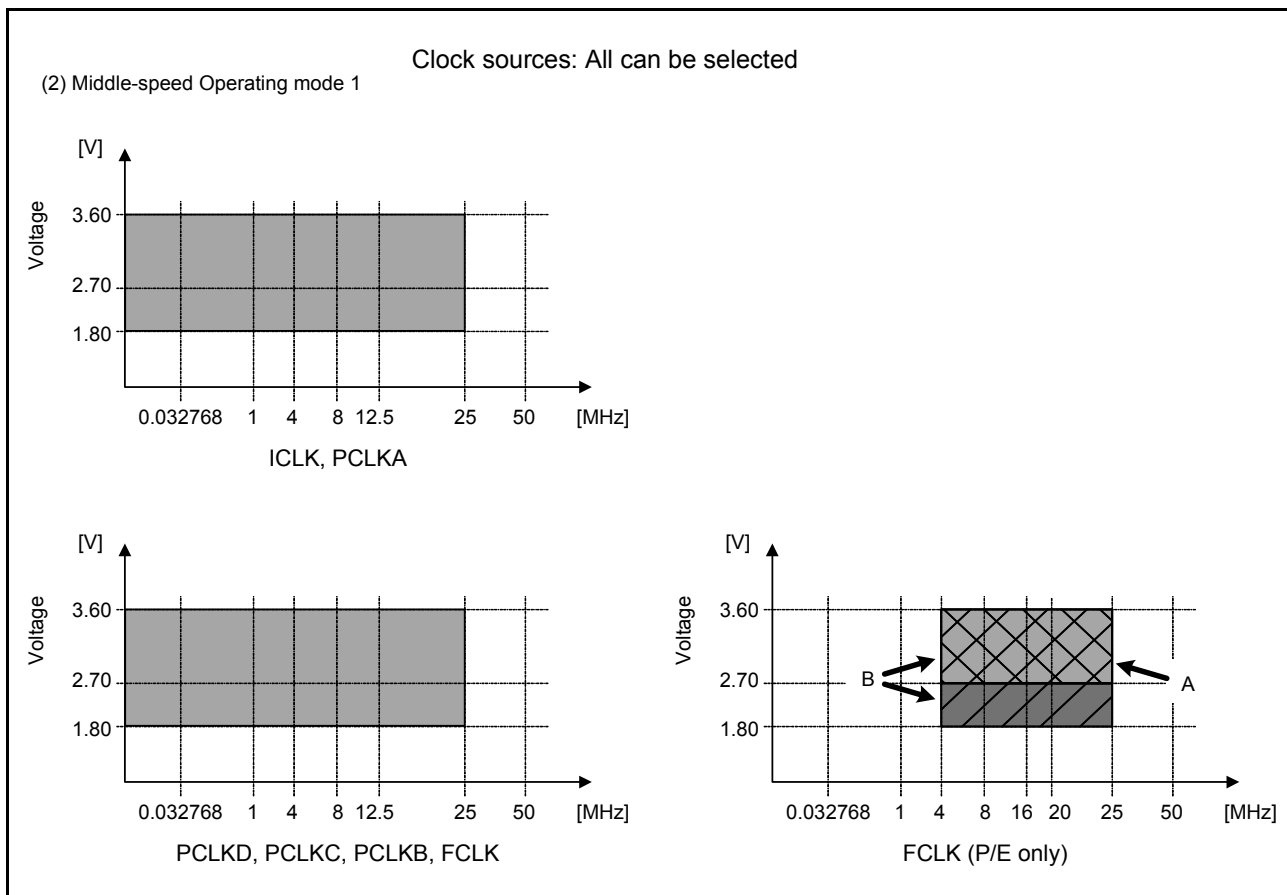 Clock sources: All can be selected
(2) Middle-speed Operating mode 1
[V]
Voltage
3.60
2.70
1.80
0.032768 1 4 8 12.5 25 50 [MHz]
ICLK, PCLKA
[V]
Voltage
3.60
2.70
1.80
0.032768 1 4 8 12.5 25 50 [MHz]
PCLKD, PCLKC, PCLKB, FCLK
[V]
Voltage
3.60
2.70
1.80
B
A
0.032768 1 4 8 16 20 25 50 [MHz]
FCLK (P/E only)